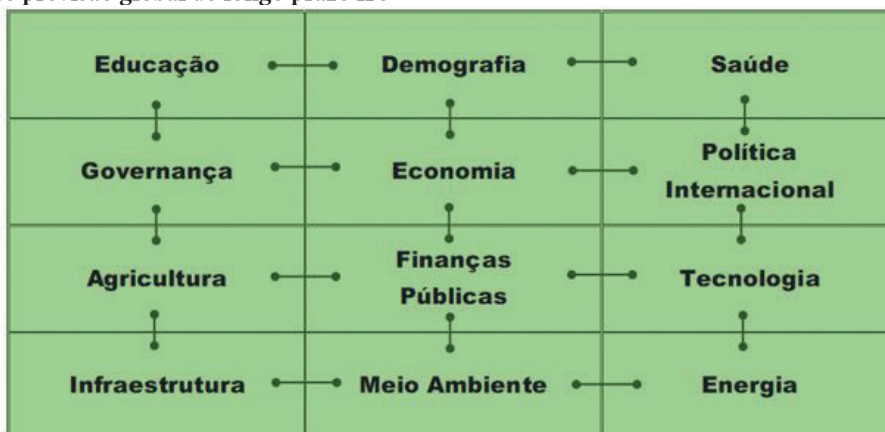 Educação Demografia Saúde
Governança Economia Política
Internacional
Agricultura Finanças
Públicas Tecnologia
Infraestrutura Meio Ambiente Energia